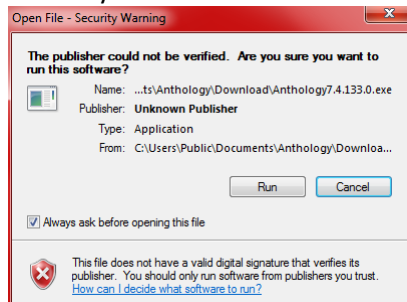 Open File - Security Warning
The publisher could not be verified. Are you sure you want to
run this software?
Name: ...ts\Anthology\Download\Anthology7.4.133.0.exe
Publisher: Unknown Publisher
Type: Application
From: C:\Users\Public\Documents\Anthology\Downloa...
Run Cancel
Always ask before opening this file
This file does not have a valid digital signature that verifies its
publisher. You should only run software from publishers you trust.
How can I decide what software to run?